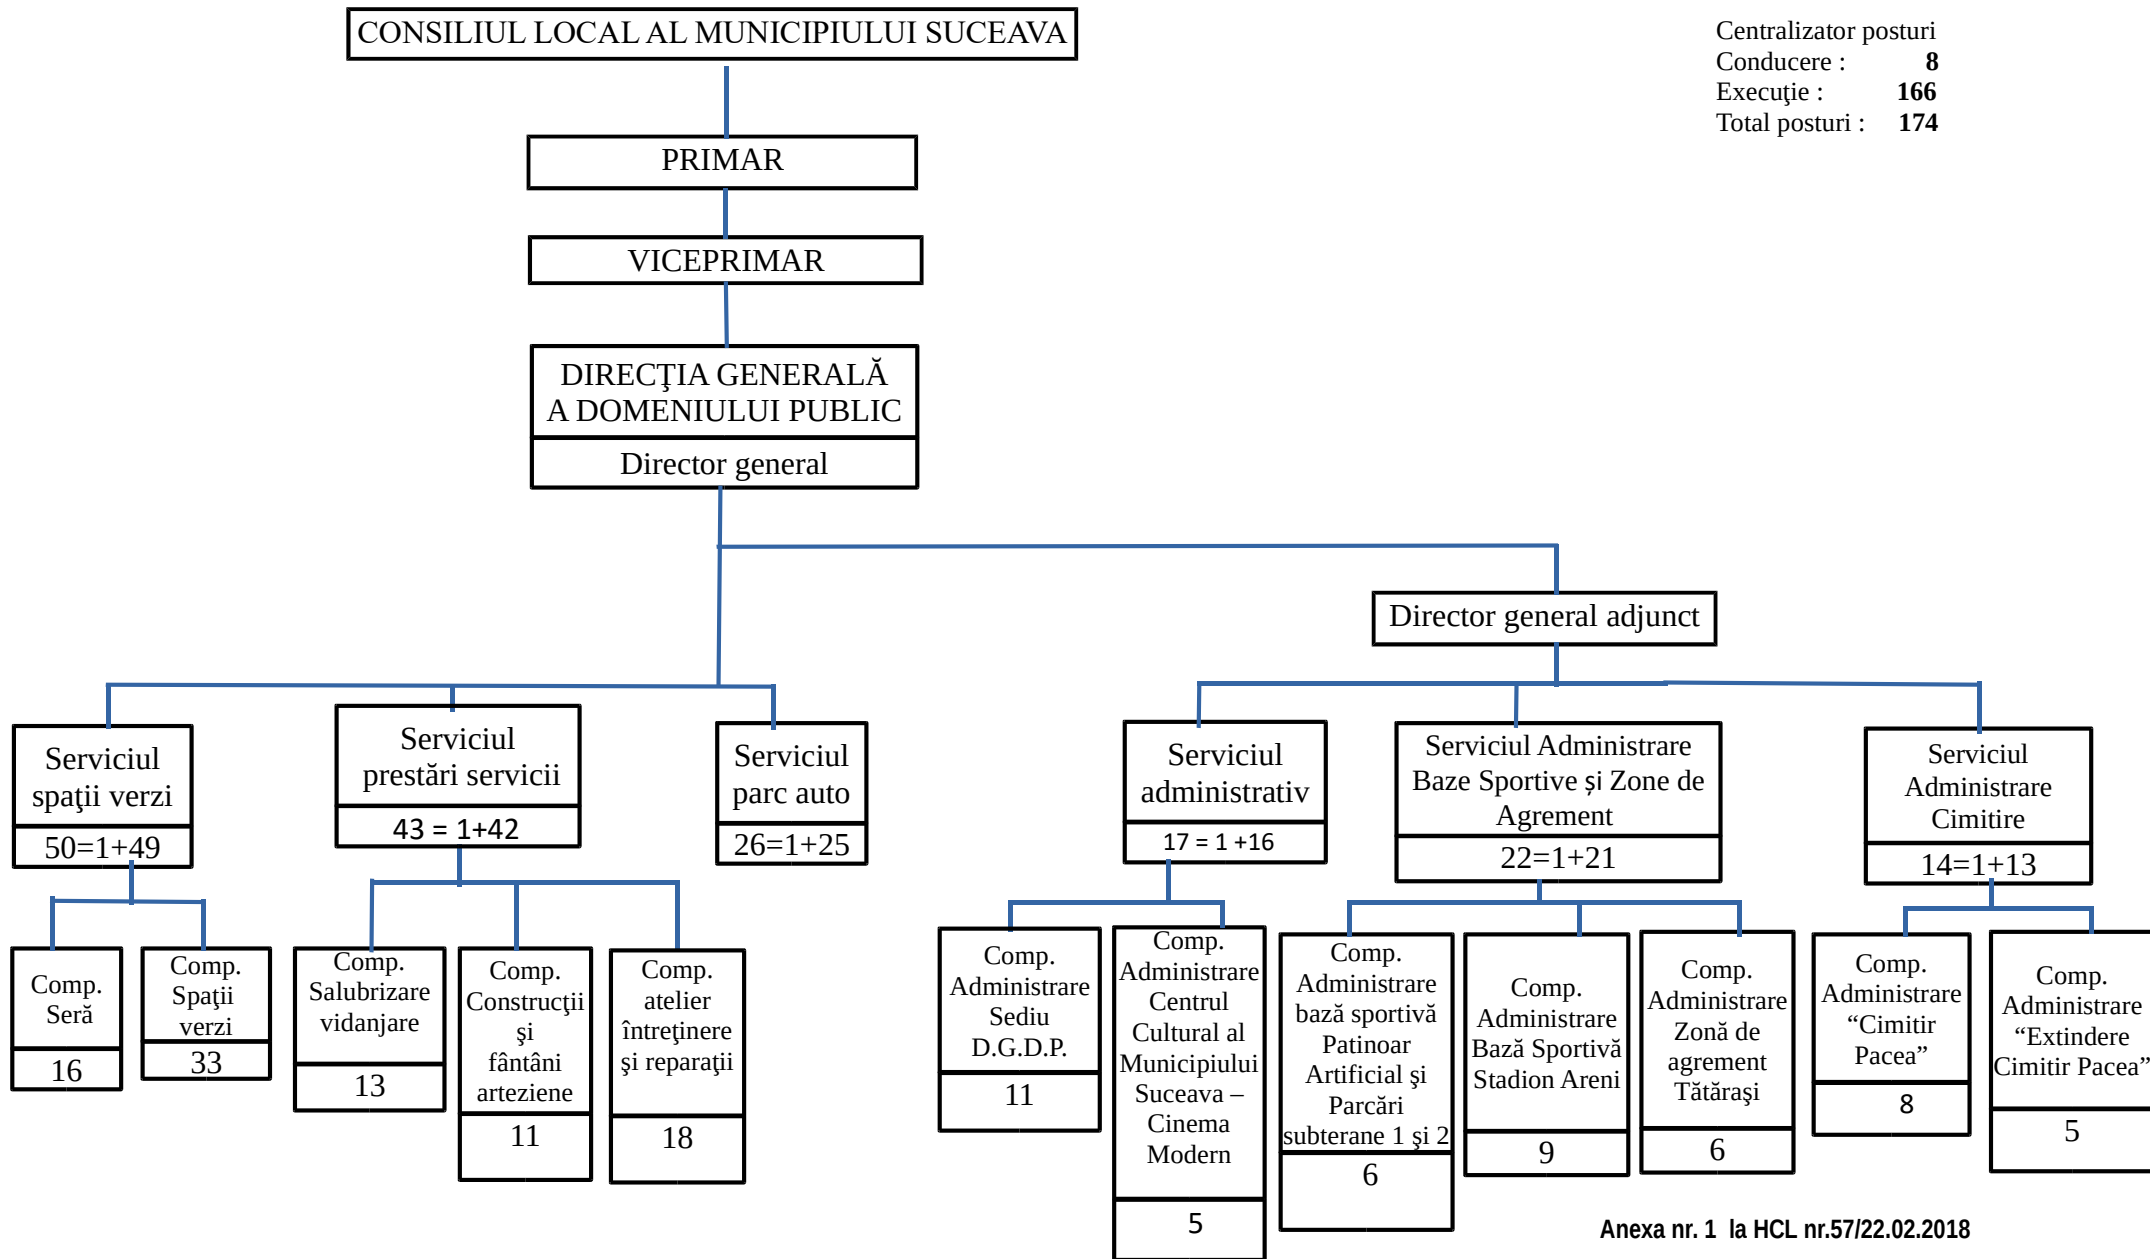 CONSILIUL LOCAL AL MUNICIPIULUI SUCEAVA
Centralizator posturi
Conducere : 8
Execuţie : 166
Total posturi : 174
PRIMAR
VICEPRIMAR
DIRECŢIA GENERALĂ
A DOMENIULUI PUBLIC
Director general
Director general adjunct
Serviciul
spaţii verzi
50=1+49
Serviciul
prestări servicii
43 = 1+42
Serviciul
parc auto
26=1+25
Serviciul
administrativ
17 = 1 +16
Serviciul Administrare
Baze Sportive și Zone de
Agrement
22=1+21
Serviciul
Administrare
Cimitire
14=1+13
Comp.
Seră
16
Comp.
Spaţii
verzi
33
Comp.
Salubrizare
vidanjare
13
Comp.
Construcţii
şi
fântâni
arteziene
11
Comp.
atelier
întreţinere
şi reparaţii
18
Comp.
Administrare
Sediu
D.G.D.P.
11
Comp.
Administrare
Centrul
Cultural al
Municipiului
Suceava –
Cinema
Modern
5
Comp.
Administrare
bază sportivă
Patinoar
Artificial şi
Parcări
subterane 1 şi 2
6
Comp.
Administrare
Bază Sportivă
Stadion Areni
9
Comp.
Administrare
Zonă de
agrement
Tătăraşi
6
Comp.
Administrare
“Cimitir
Pacea”
8
Comp.
Administrare
“Extindere
Cimitir Pacea”
5
Anexa nr. 1 la HCL nr.57/22.02.2018